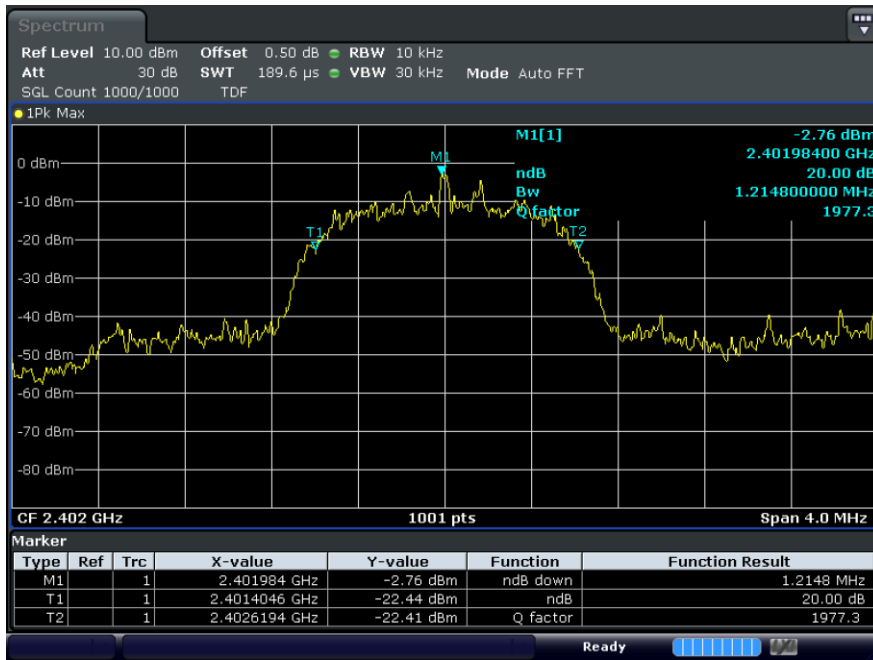 Spectrum
Ref Level 10.00 dBm Offset 0.50 dB RBW 10 kHz
Att 30 dB SWT 189.6 µs VBW 30 kHz Mode Auto FFT
SGL Count 1000/1000 TDF
1Pk Max
M1[1] -2.76 dBm
2.40198400 GHz
ndB 20.00 dB
Bw 1.214800000 MHz
Q factor 1977.3
M1
T1
T2
0 dBm
-10 dBm
-20 dBm
-30 dBm
-40 dBm
-50 dBm
-60 dBm
-70 dBm
-80 dBm
CF 2.402 GHz 1001 pts Span 4.0 MHz
Marker
Type Ref Trc X-value Y-value Function Function Result
M1 1 2.401984 GHz -2.76 dBm ndB down 1.2148 MHz
T1 1 2.4014046 GHz -22.44 dBm ndB 20.00 dB
T2 1 2.4026194 GHz -22.41 dBm Q factor 1977.3
Ready